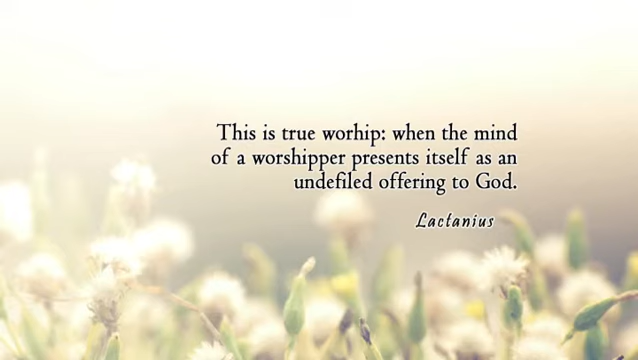 This is true worhip: when the mind
of a worshipper presents itself as an
undefiled offering to God.
Lactanius